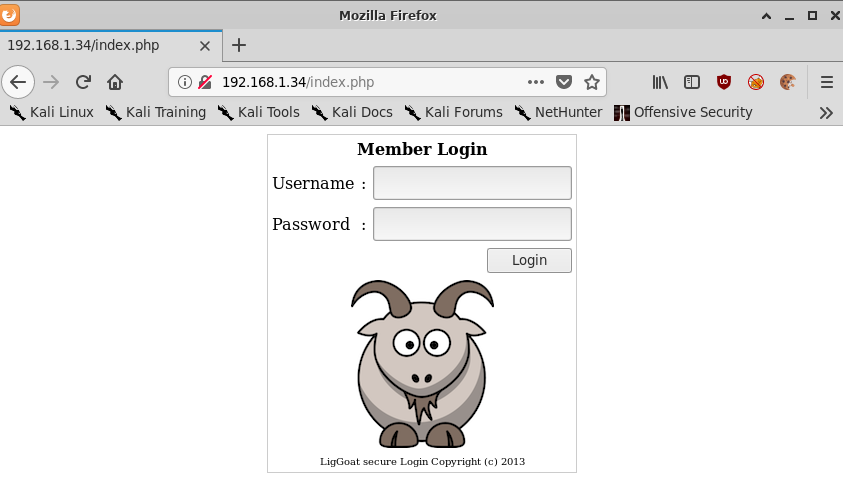 Mozilla Firefox
192.168.1.34/index.php
192.168.1.34/index.php
Kali Linux Kali Training Kali Tools Kali Docs Kali Forums NetHunter Offensive Security
Member Login
Username :
Password :
Login
LigGoat secure Login Copyright (c) 2013